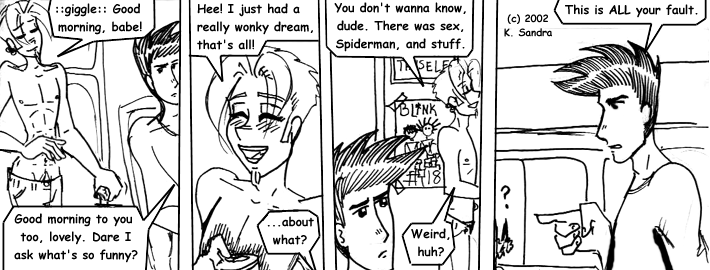 ::giggle:: Good
morning, babe!
Good morning to you
too, lovely. Dare I
ask what's so funny?
Hee! I just had a
really wonky dream,
that's all!
...about
what?
You don't wanna know,
dude. There was sex,
Spiderman, and stuff.
BLINK
Weird,
huh?
(c) 2002
K. Sandra
This is ALL your fault.
?